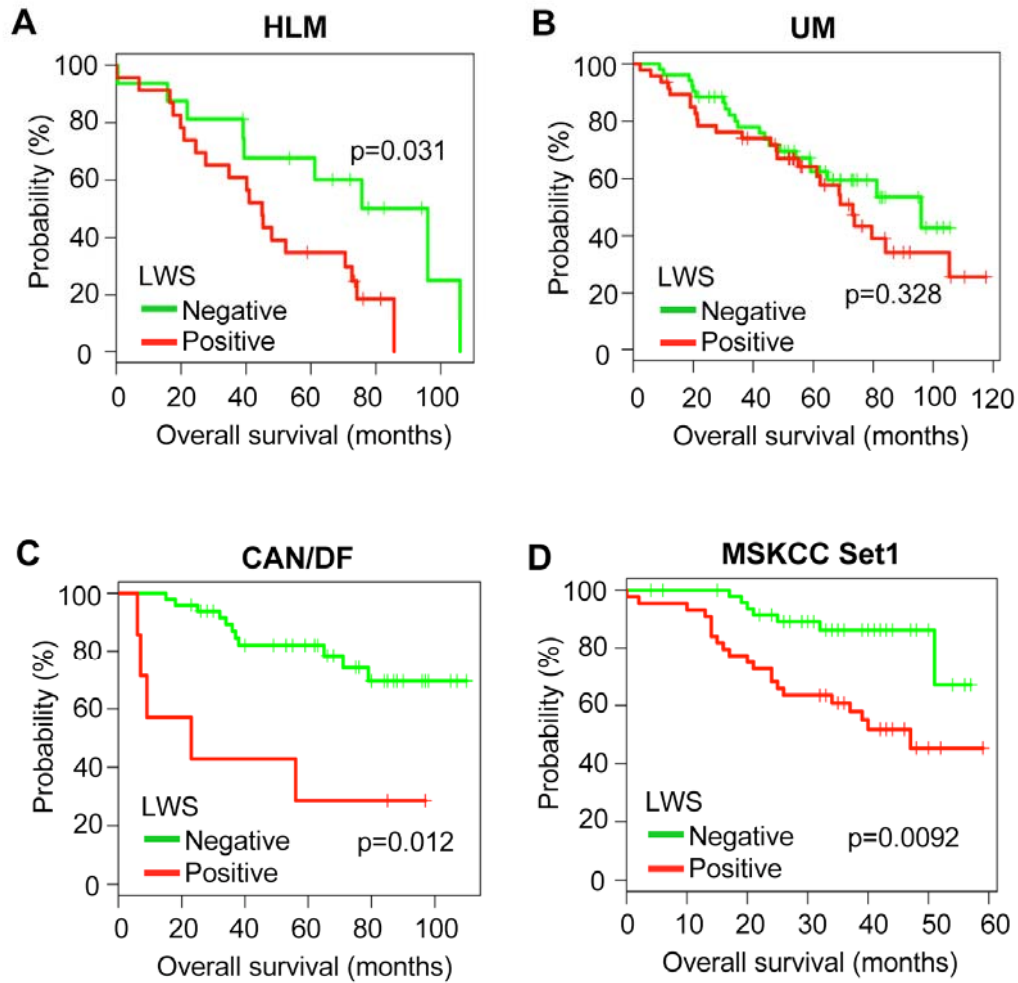 A
HLM
100
80
60
40
20
0
Probability (%)
p=0.031
LWS
Negative
Positive
0 20 40 60 80 100
Overall survival (months)
B
UM
100
80
60
40
20
0
Probability (%)
LWS
Negative
Positive
p=0.328
0 20 40 60 80 100 120
Overall survival (months)
C
CAN/DF
100
80
60
40
20
0
Probability (%)
LWS
Negative
Positive
p=0.012
0 20 40 60 80 100
Overall survival (months)
D
MSKCC Set1
100
80
60
40
20
0
Probability (%)
LWS
Negative
Positive
p=0.0092
0 10 20 30 40 50 60
Overall survival (months)